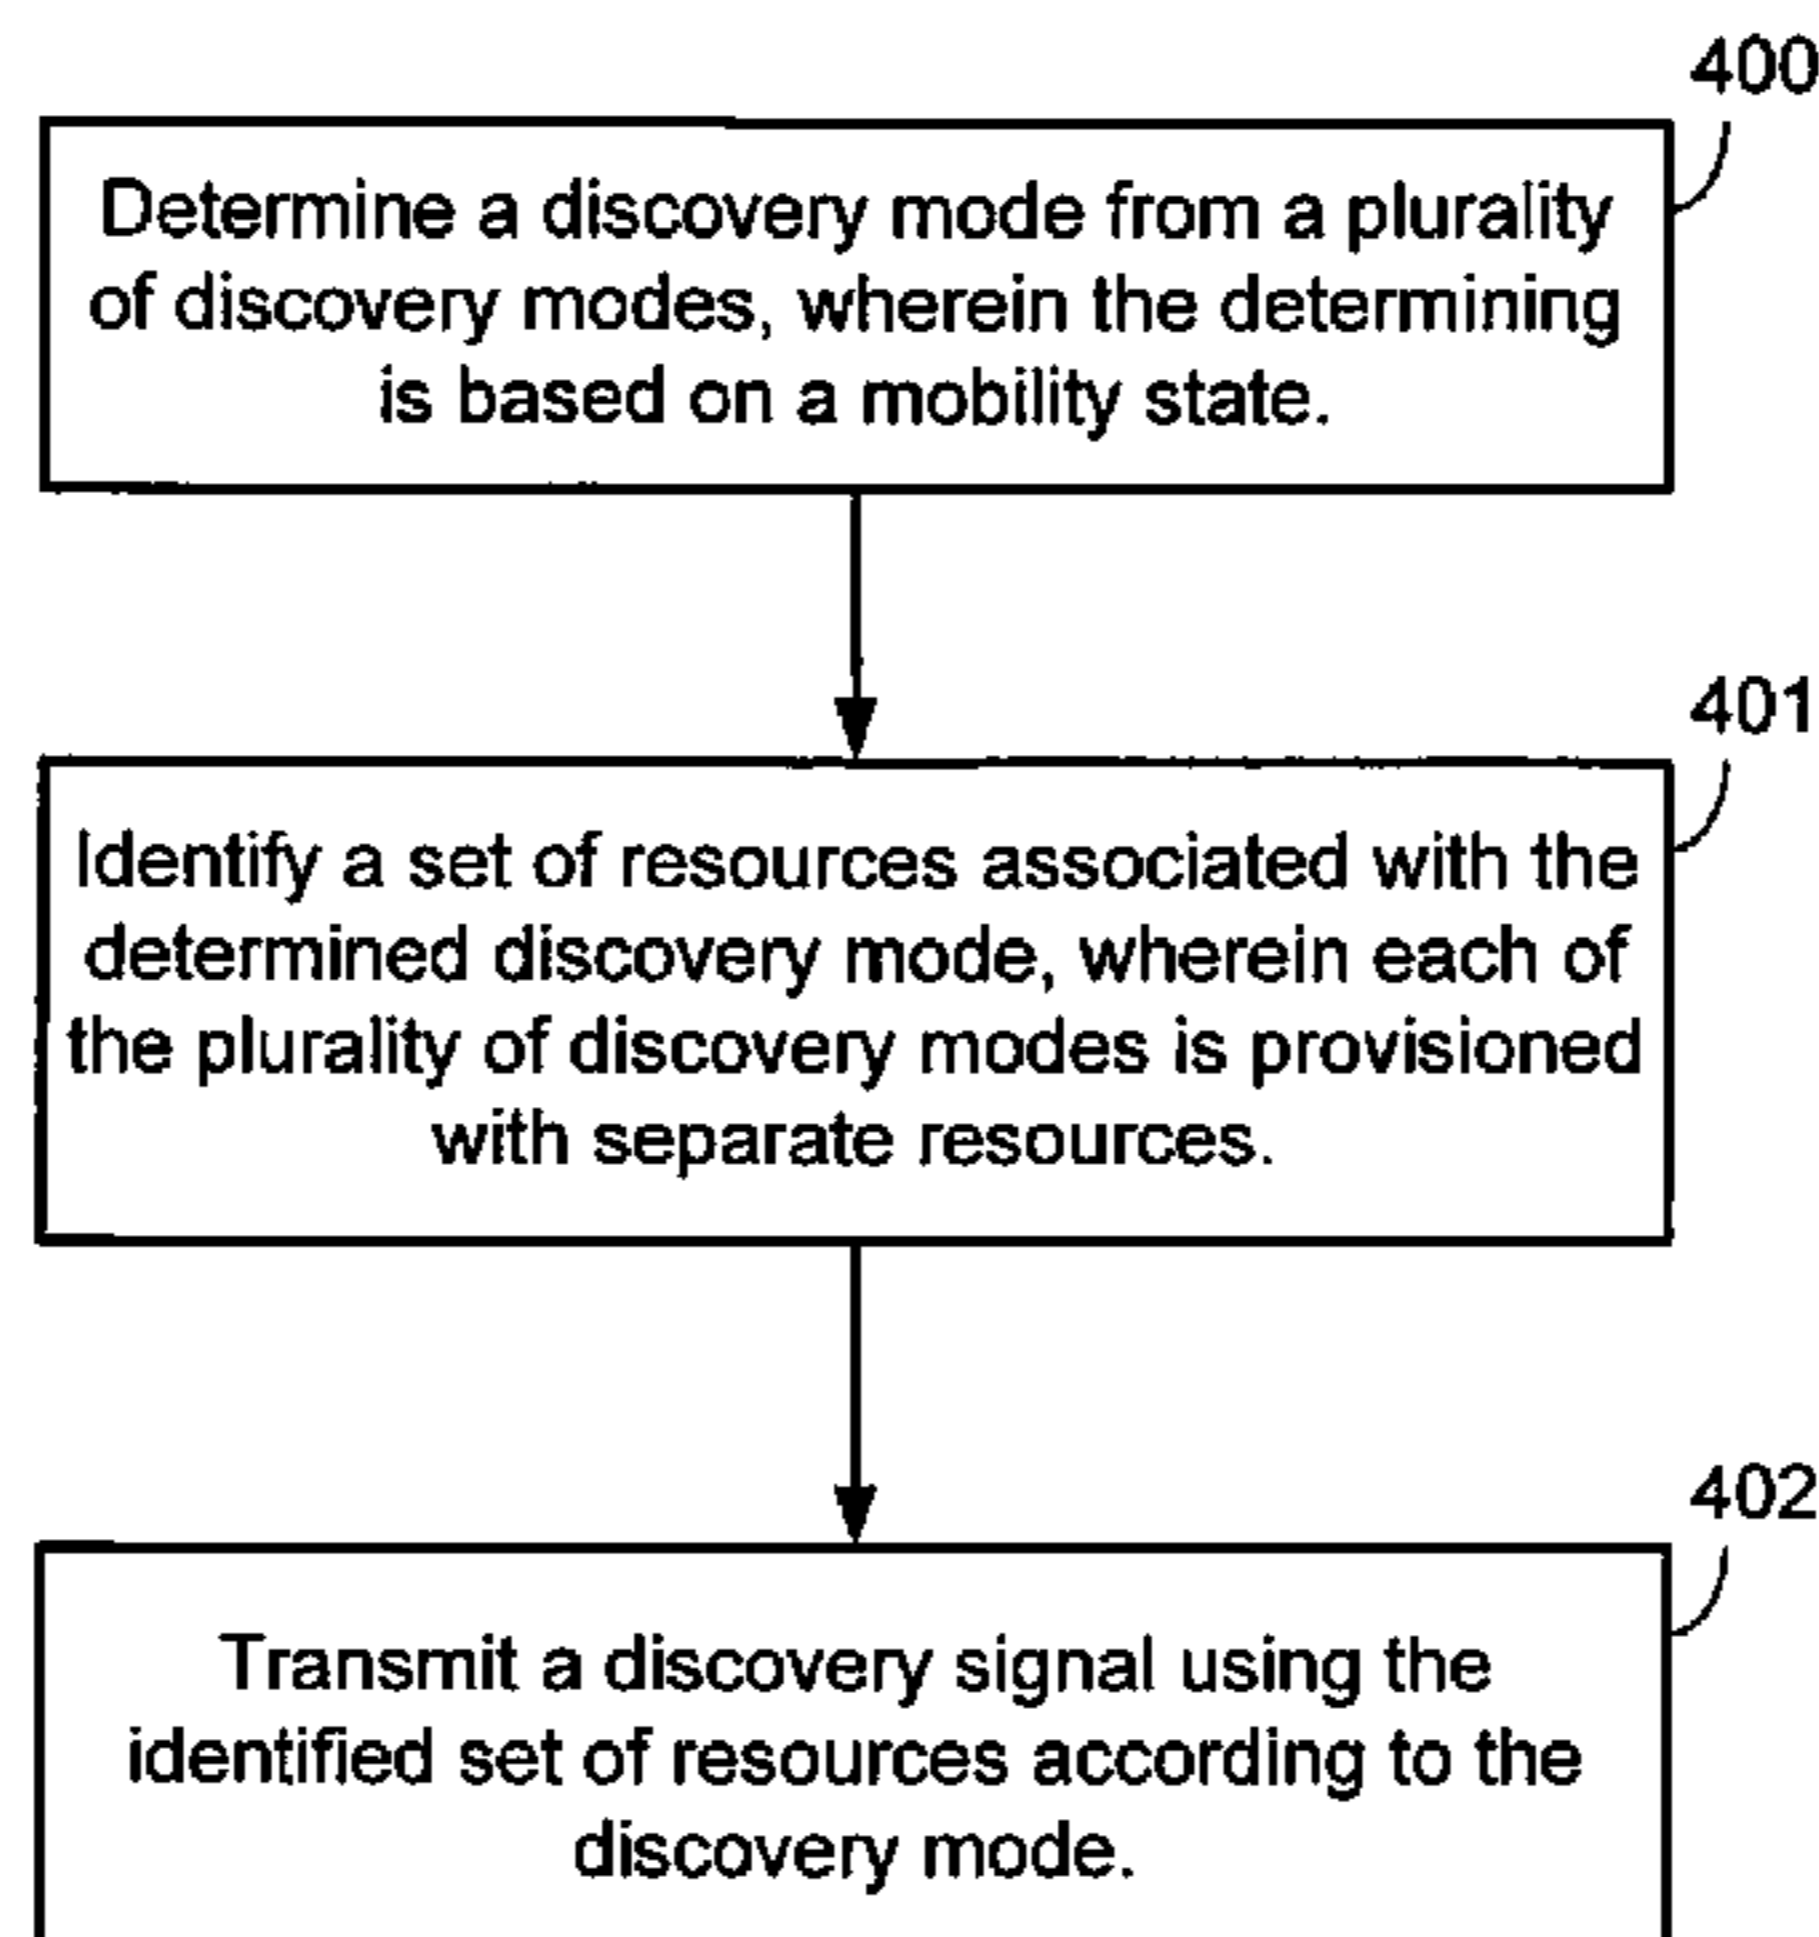 400
Determine a discovery mode from a plurality
of discovery modes, wherein the determining
is based on a mobility state.
401
Identify a set of resources associated with the
determined discovery mode, wherein each of
the plurality of discovery modes is provisioned
with separate resources.
402
Transmit a discovery signal using the
identified set of resources according to the
discovery mode.